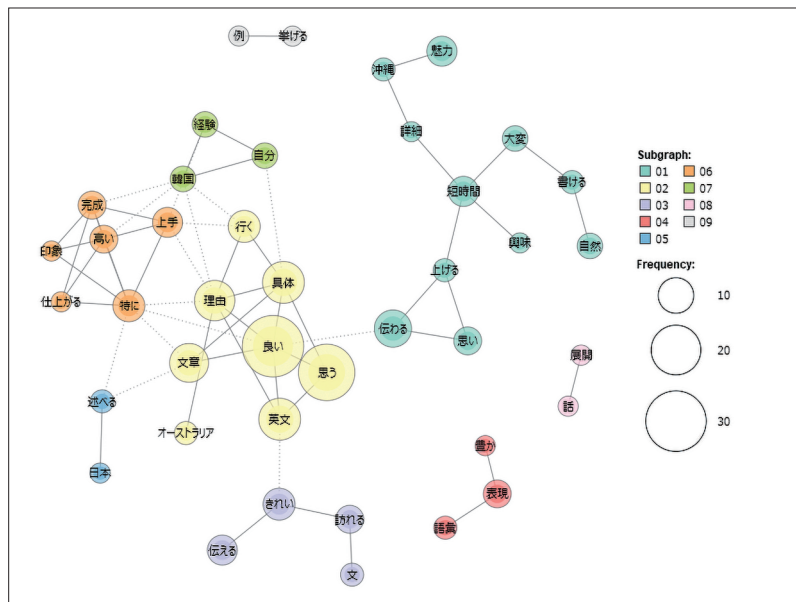 例 挙げる
魅力
沖縄
経験
詳細
大変
自分
韓国
短時間
書ける
完成
上手
行く
高い
興味
自然
印象
上げる
具体
仕上がる
特に
理由
伝わる
思い
良い
文章
思う
展開
述べる
話
英文
オーストラリア
豊か
日本
表現
きれい
訪れる
語彙
伝える
文
Subgraph:
01 06
02 07
03 08
04 09
05
Frequency:
10
20
30